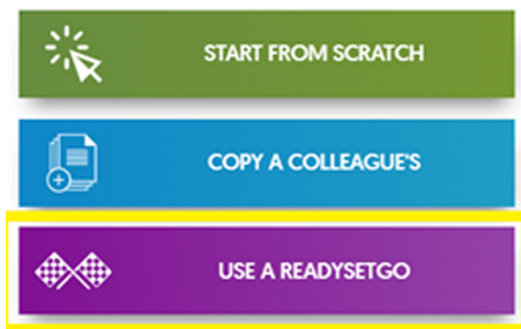 START FROM SCRATCH
COPY A COLLEAGUE'S
USE A READYSETGO